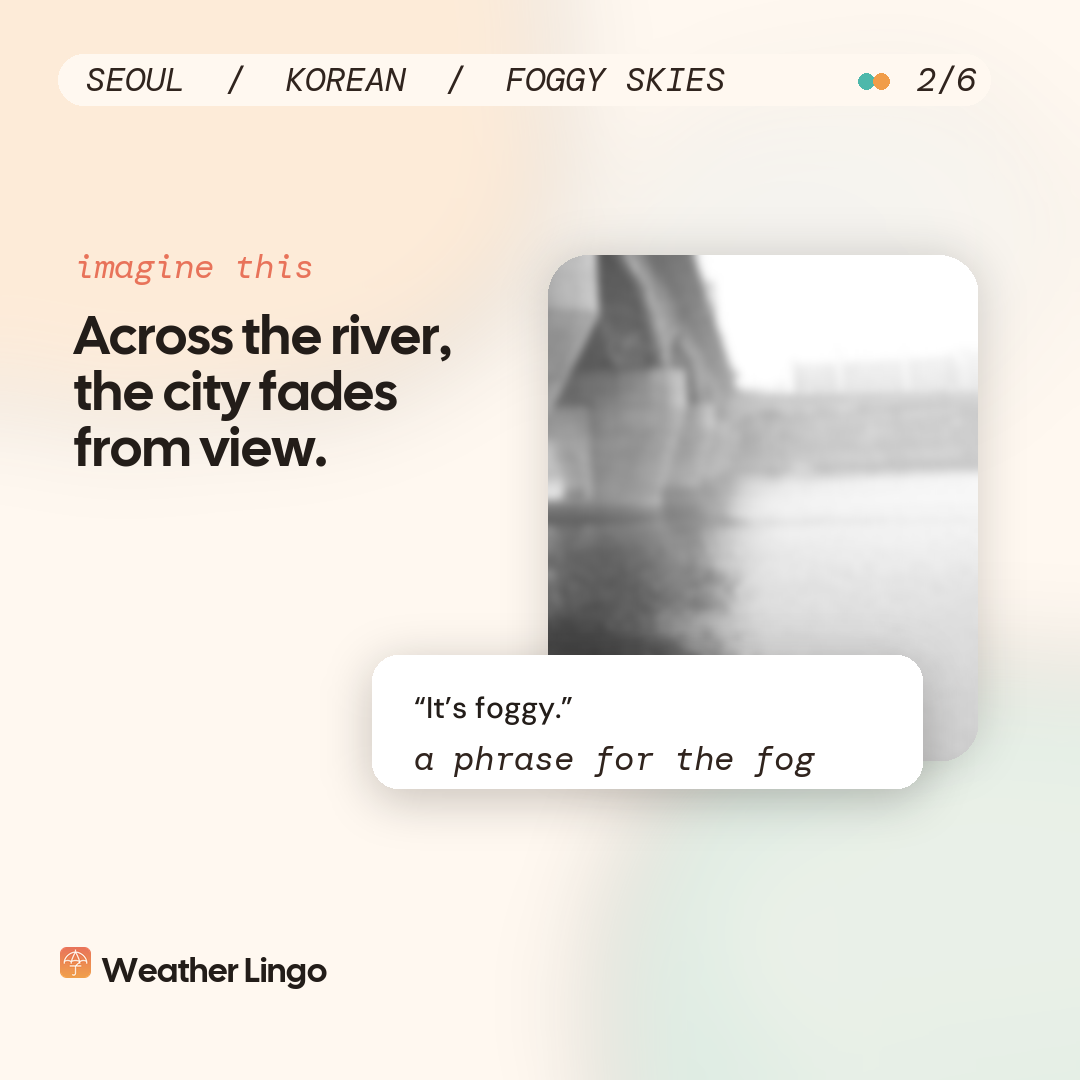 SEOUL / KOREAN / FOGGY SKIES 2/6
imagine this
Across the river,
the city fades
from view.
“It’s foggy.”
a phrase for the fog
Weather Lingo